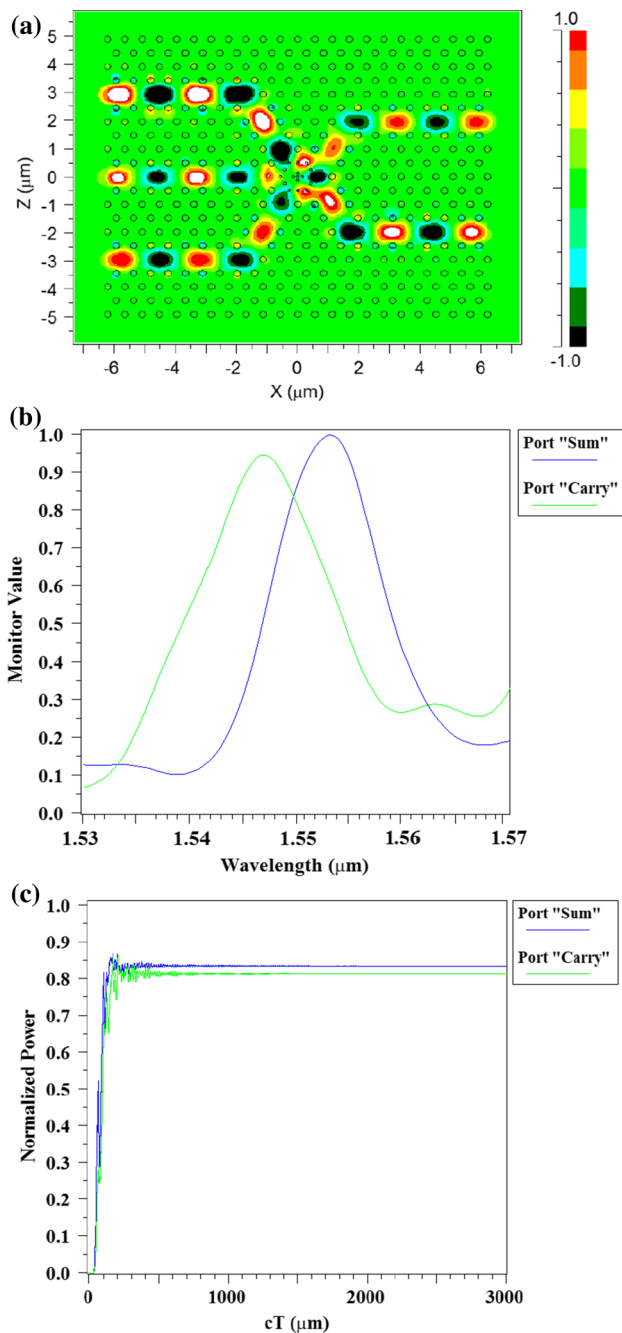 (a)
5
4
3
2
1
0
-1
-2
-3
-4
-5
Z (μm)
-6 -4 -2 0 2 4 6
X (μm)
1.0
-1.0
(b)
1.0
0.9
0.8
0.7
0.6
0.5
0.4
0.3
0.2
0.1
0.0
Monitor Value
1.53 1.54 1.55 1.56 1.57
Wavelength (μm)
Port "Sum"
Port "Carry"
(c)
1.0
0.9
0.8
0.7
0.6
0.5
0.4
0.3
0.2
0.1
0.0
Normalized Power
0 1000 2000 3000
cT (μm)
Port "Sum"
Port "Carry"